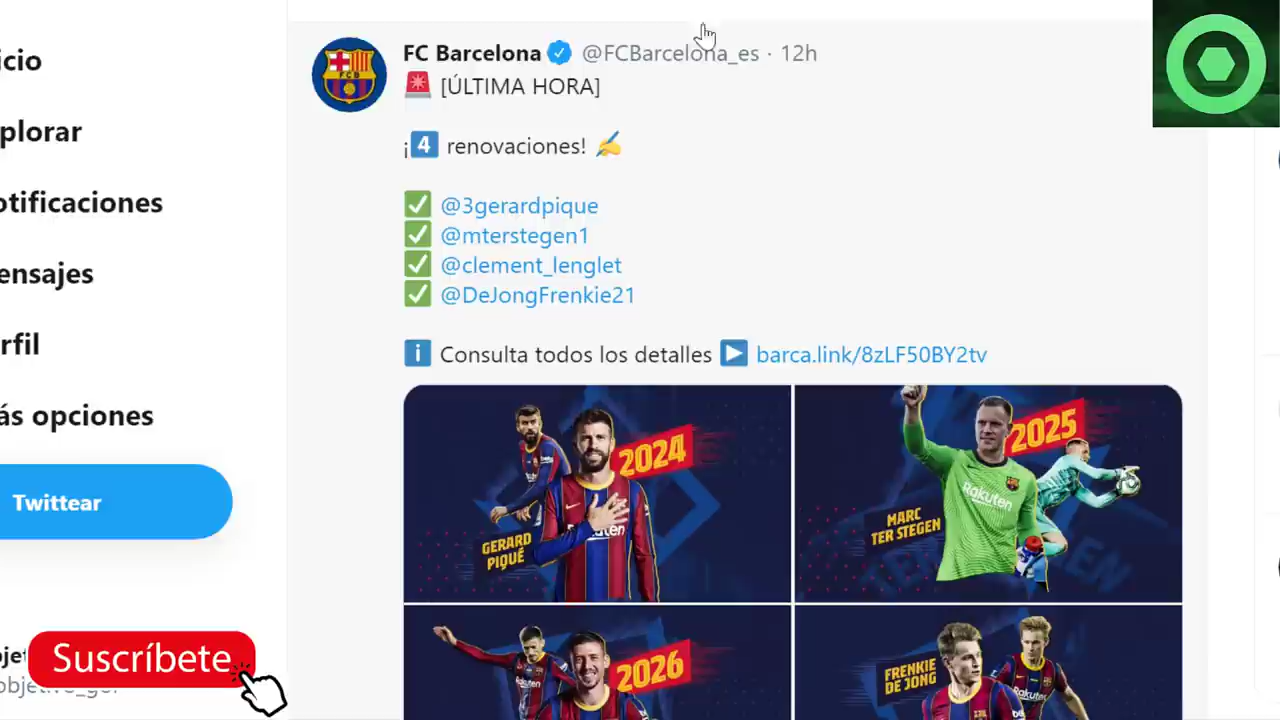 icio
plorar
otificaciones
ensajes
rfil
ás opciones
Twittear
Suscríbete
FC Barcelona @FCBarcelona_es · 12h
[ÚLTIMA HORA]
¡4 renovaciones!
@3gerardpique
@mterstegen1
@clement_lenglet
@DeJongFrenkie21
Consulta todos los detalles barca.link/8zLF50BY2tv
2024
GERARD
PIQUÉ
2025
MARC
TER STEGEN
Rakuten
2026
FRENKIE
DE JONG